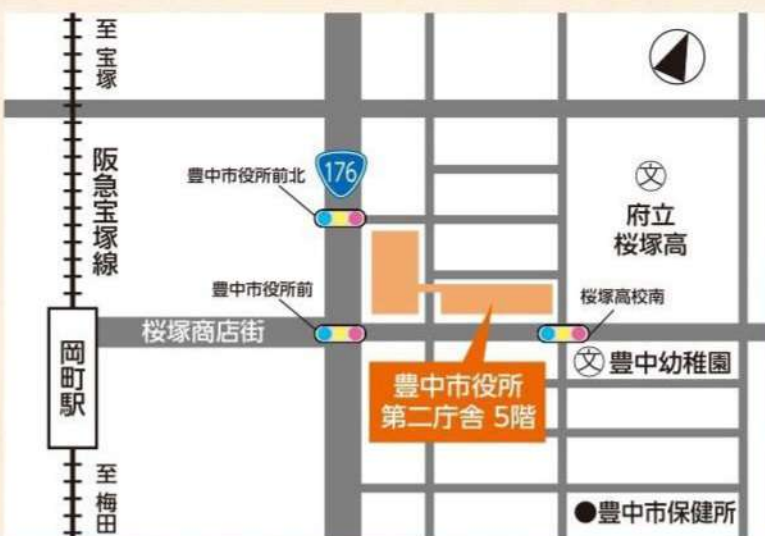 至 宝塚
阪急宝塚線
176
豊中市役所前北
府立
桜塚高
文
豊中市役所前
桜塚高校南
桜塚商店街
文 豊中幼稚園
岡町駅
豊中市役所
第二庁舎 5階
至 梅田
●豊中市保健所